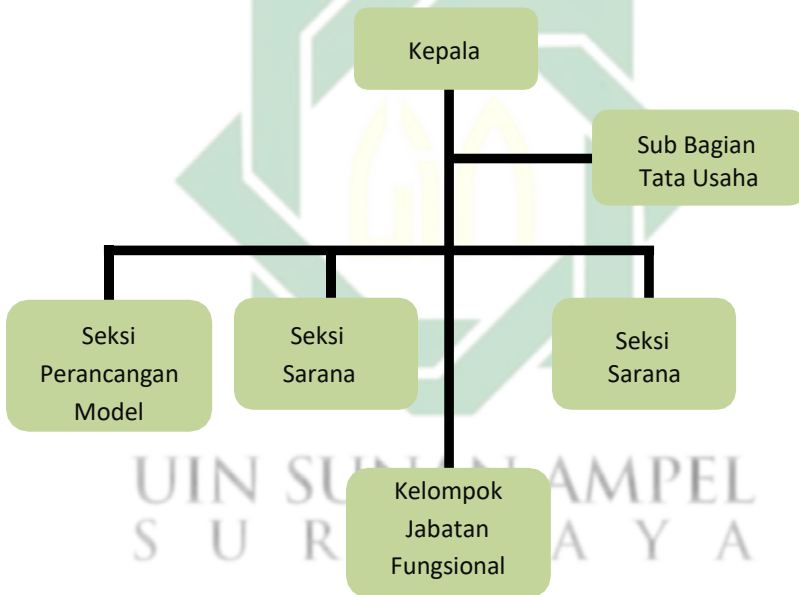 Kepala
Sub Bagian
Tata Usaha
Seksi
Perancangan
Model
Seksi
Sarana
Seksi
Sarana
Kelompok
Jabatan
Fungsional
UIN SUNAN AMPEL
S U R A Y A